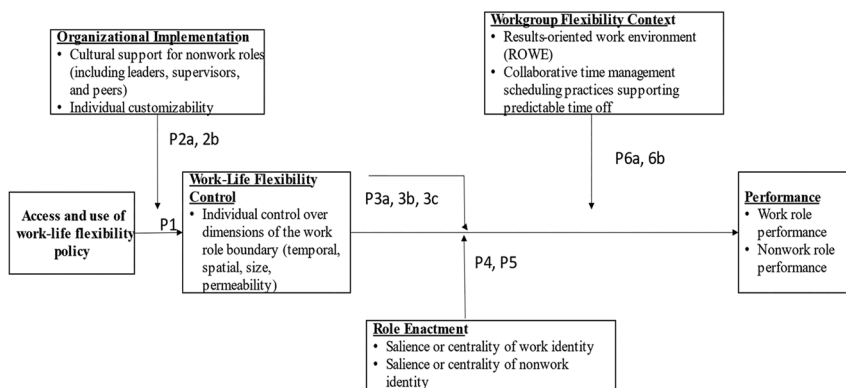 Organizational Implementation
• Cultural support for nonwork roles
(including leaders, supervisors,
and peers)
• Individual customizability
Workgroup Flexibility Context
• Results-oriented work environment
(ROWE)
• Collaborative time management
scheduling practices supporting
predictable time off
P2a, 2b
P6a, 6b
Access and use of
work-life flexibility
policy
P1
Work-Life Flexibility
Control
• Individual control over
dimensions of the work
role boundary (temporal,
spatial, size,
permeability)
P3a, 3b, 3c
P4, P5
Performance
• Work role
performance
• Nonwork role
performance
Role Enactment
• Salience or centrality of work identity
• Salience or centrality of nonwork
identity